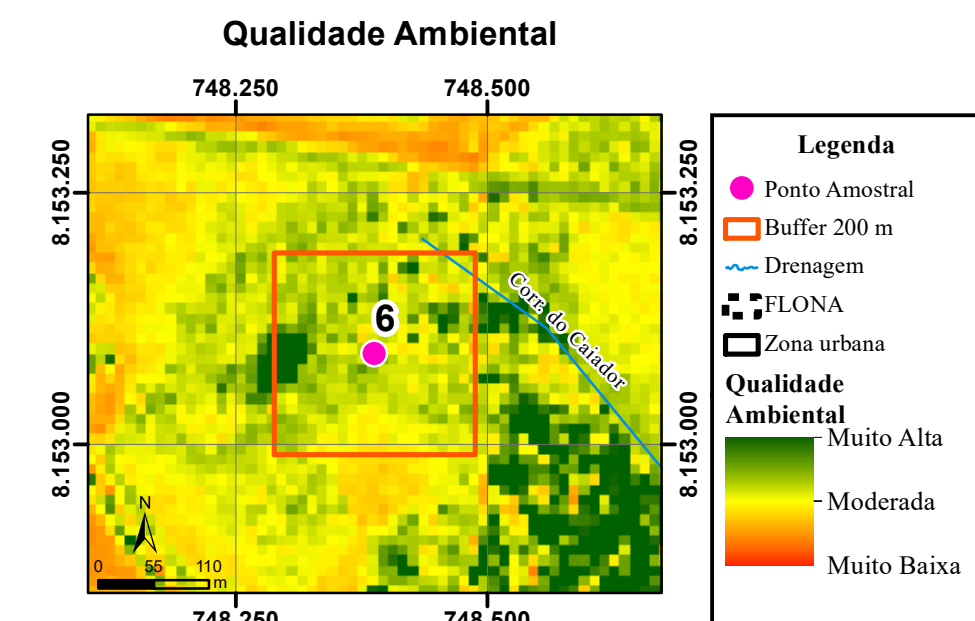 Qualidade Ambiental
748.250 748.500
8.153.250 8.153.250
8.153.000 8.153.000
6
Corr. do Caiador
N
0 55 110
m
748.250 748.500
Legenda
Ponto Amostral
Buffer 200 m
Drenagem
FLONA
Zona urbana
Qualidade
Ambiental
Muito Alta
Moderada
Muito Baixa